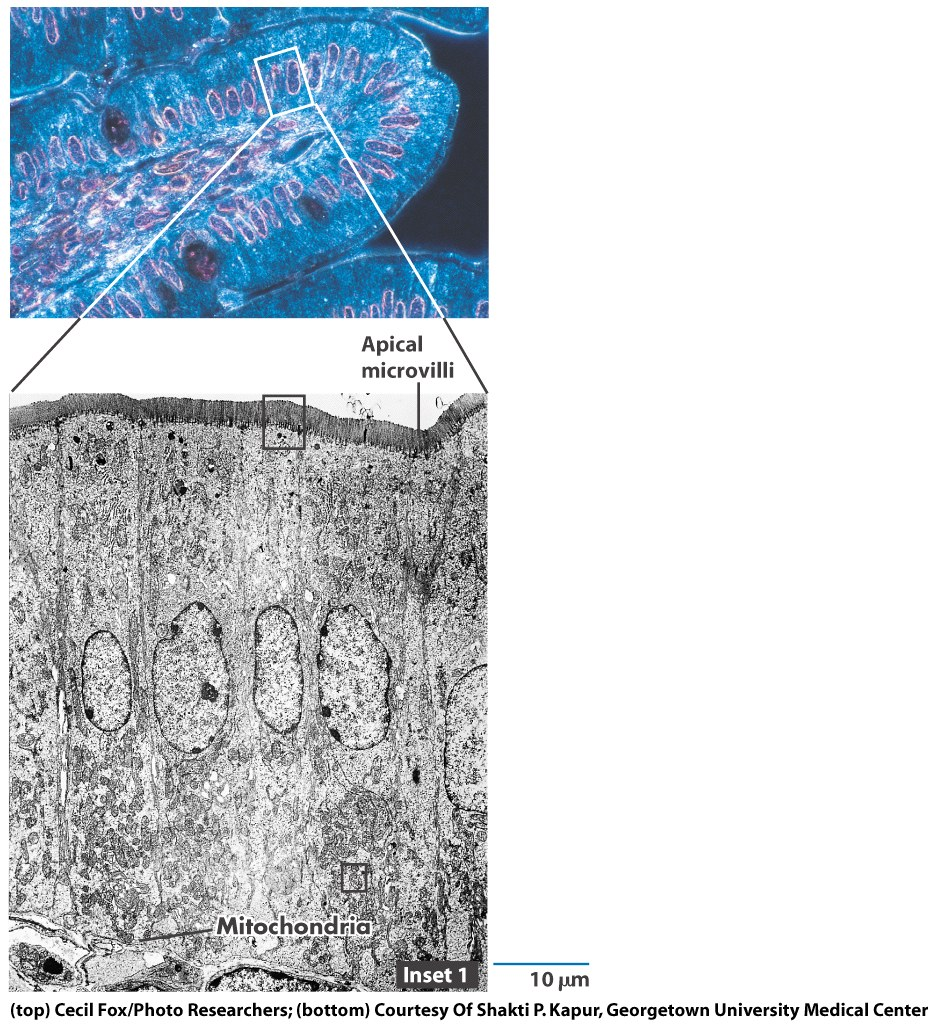 Apical
microvilli
Mitochondria
Inset 1
10 μm
(top) Cecil Fox/Photo Researchers; (bottom) Courtesy Of Shakti P. Kapur, Georgetown University Medical Center